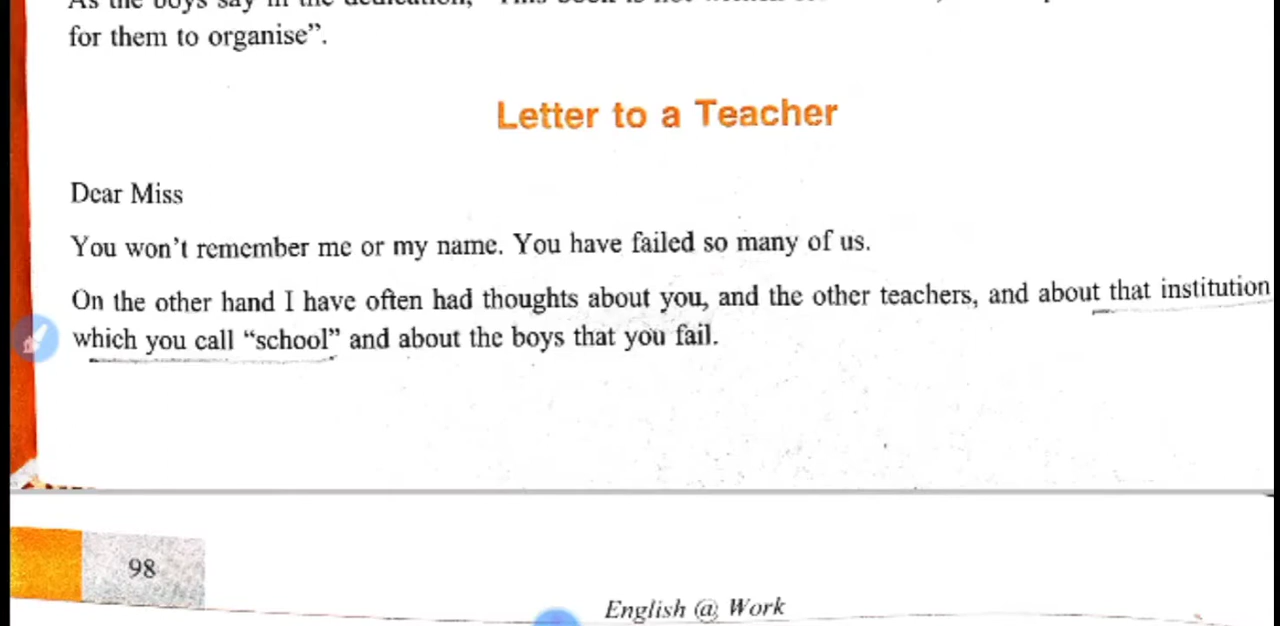 for them to organise”.
Letter to a Teacher
Dear Miss
You won’t remember me or my name. You have failed so many of us.
On the other hand I have often had thoughts about you, and the other teachers, and about that institution
which you call “school” and about the boys that you fail.
98
English @ Work